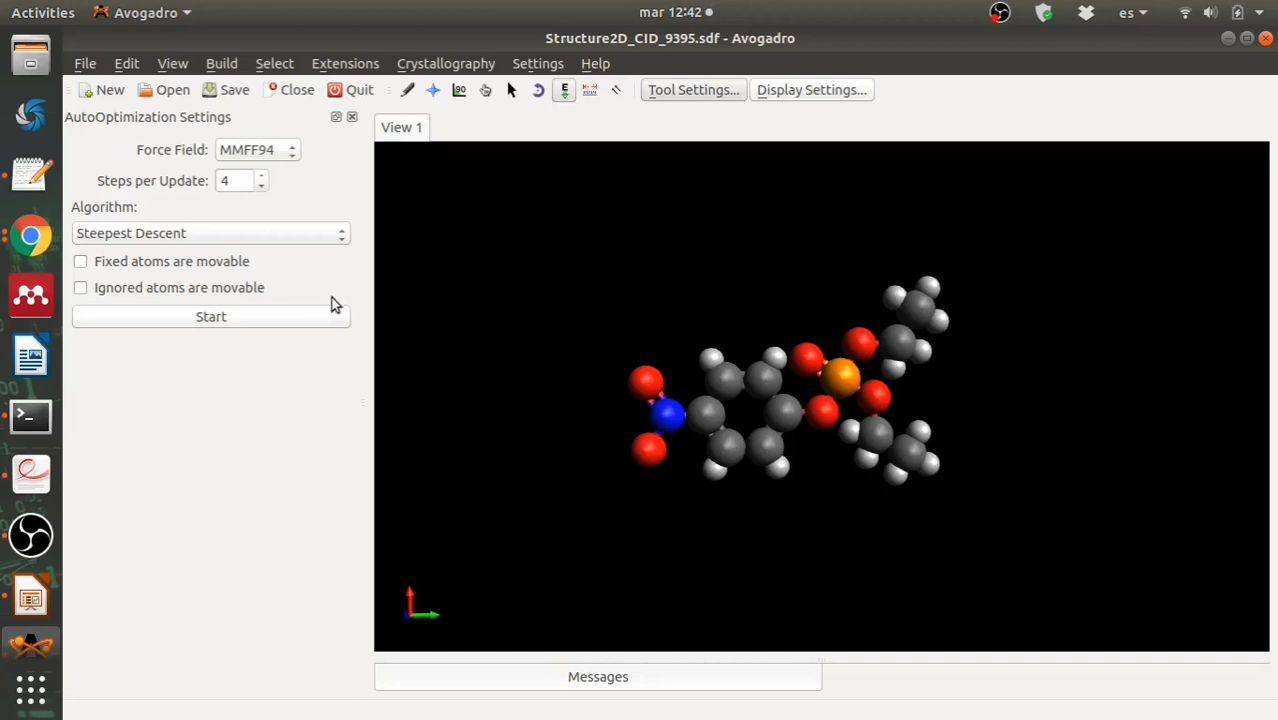 Activities Avogadro mar 12:42 es
Structure2D_CID_9395.sdf - Avogadro
File Edit View Build Select Extensions Crystallography Settings Help
New Open Save Close Quit 90 E Tool Settings... Display Settings...
AutoOptimization Settings
View 1
Force Field: MMFF94
Steps per Update: 4
Algorithm:
Steepest Descent
Fixed atoms are movable
Ignored atoms are movable
Start
Messages